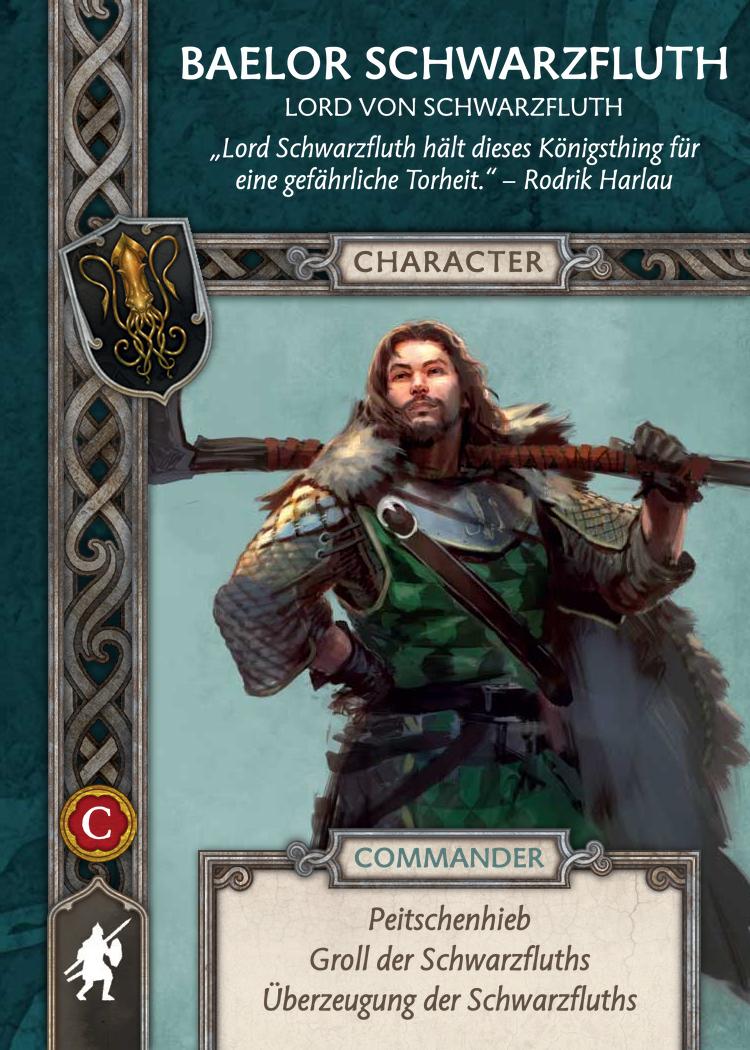 BAELOR SCHWARZFLUTH
LORD VON SCHWARZFLUTH
„Lord Schwarzfluth hält dieses Königsthing für
eine gefährliche Torheit.“ – Rodrik Harlau
CHARACTER
C
COMMANDER
Peitschenhieb
Groll der Schwarzfluths
Überzeugung der Schwarzfluths